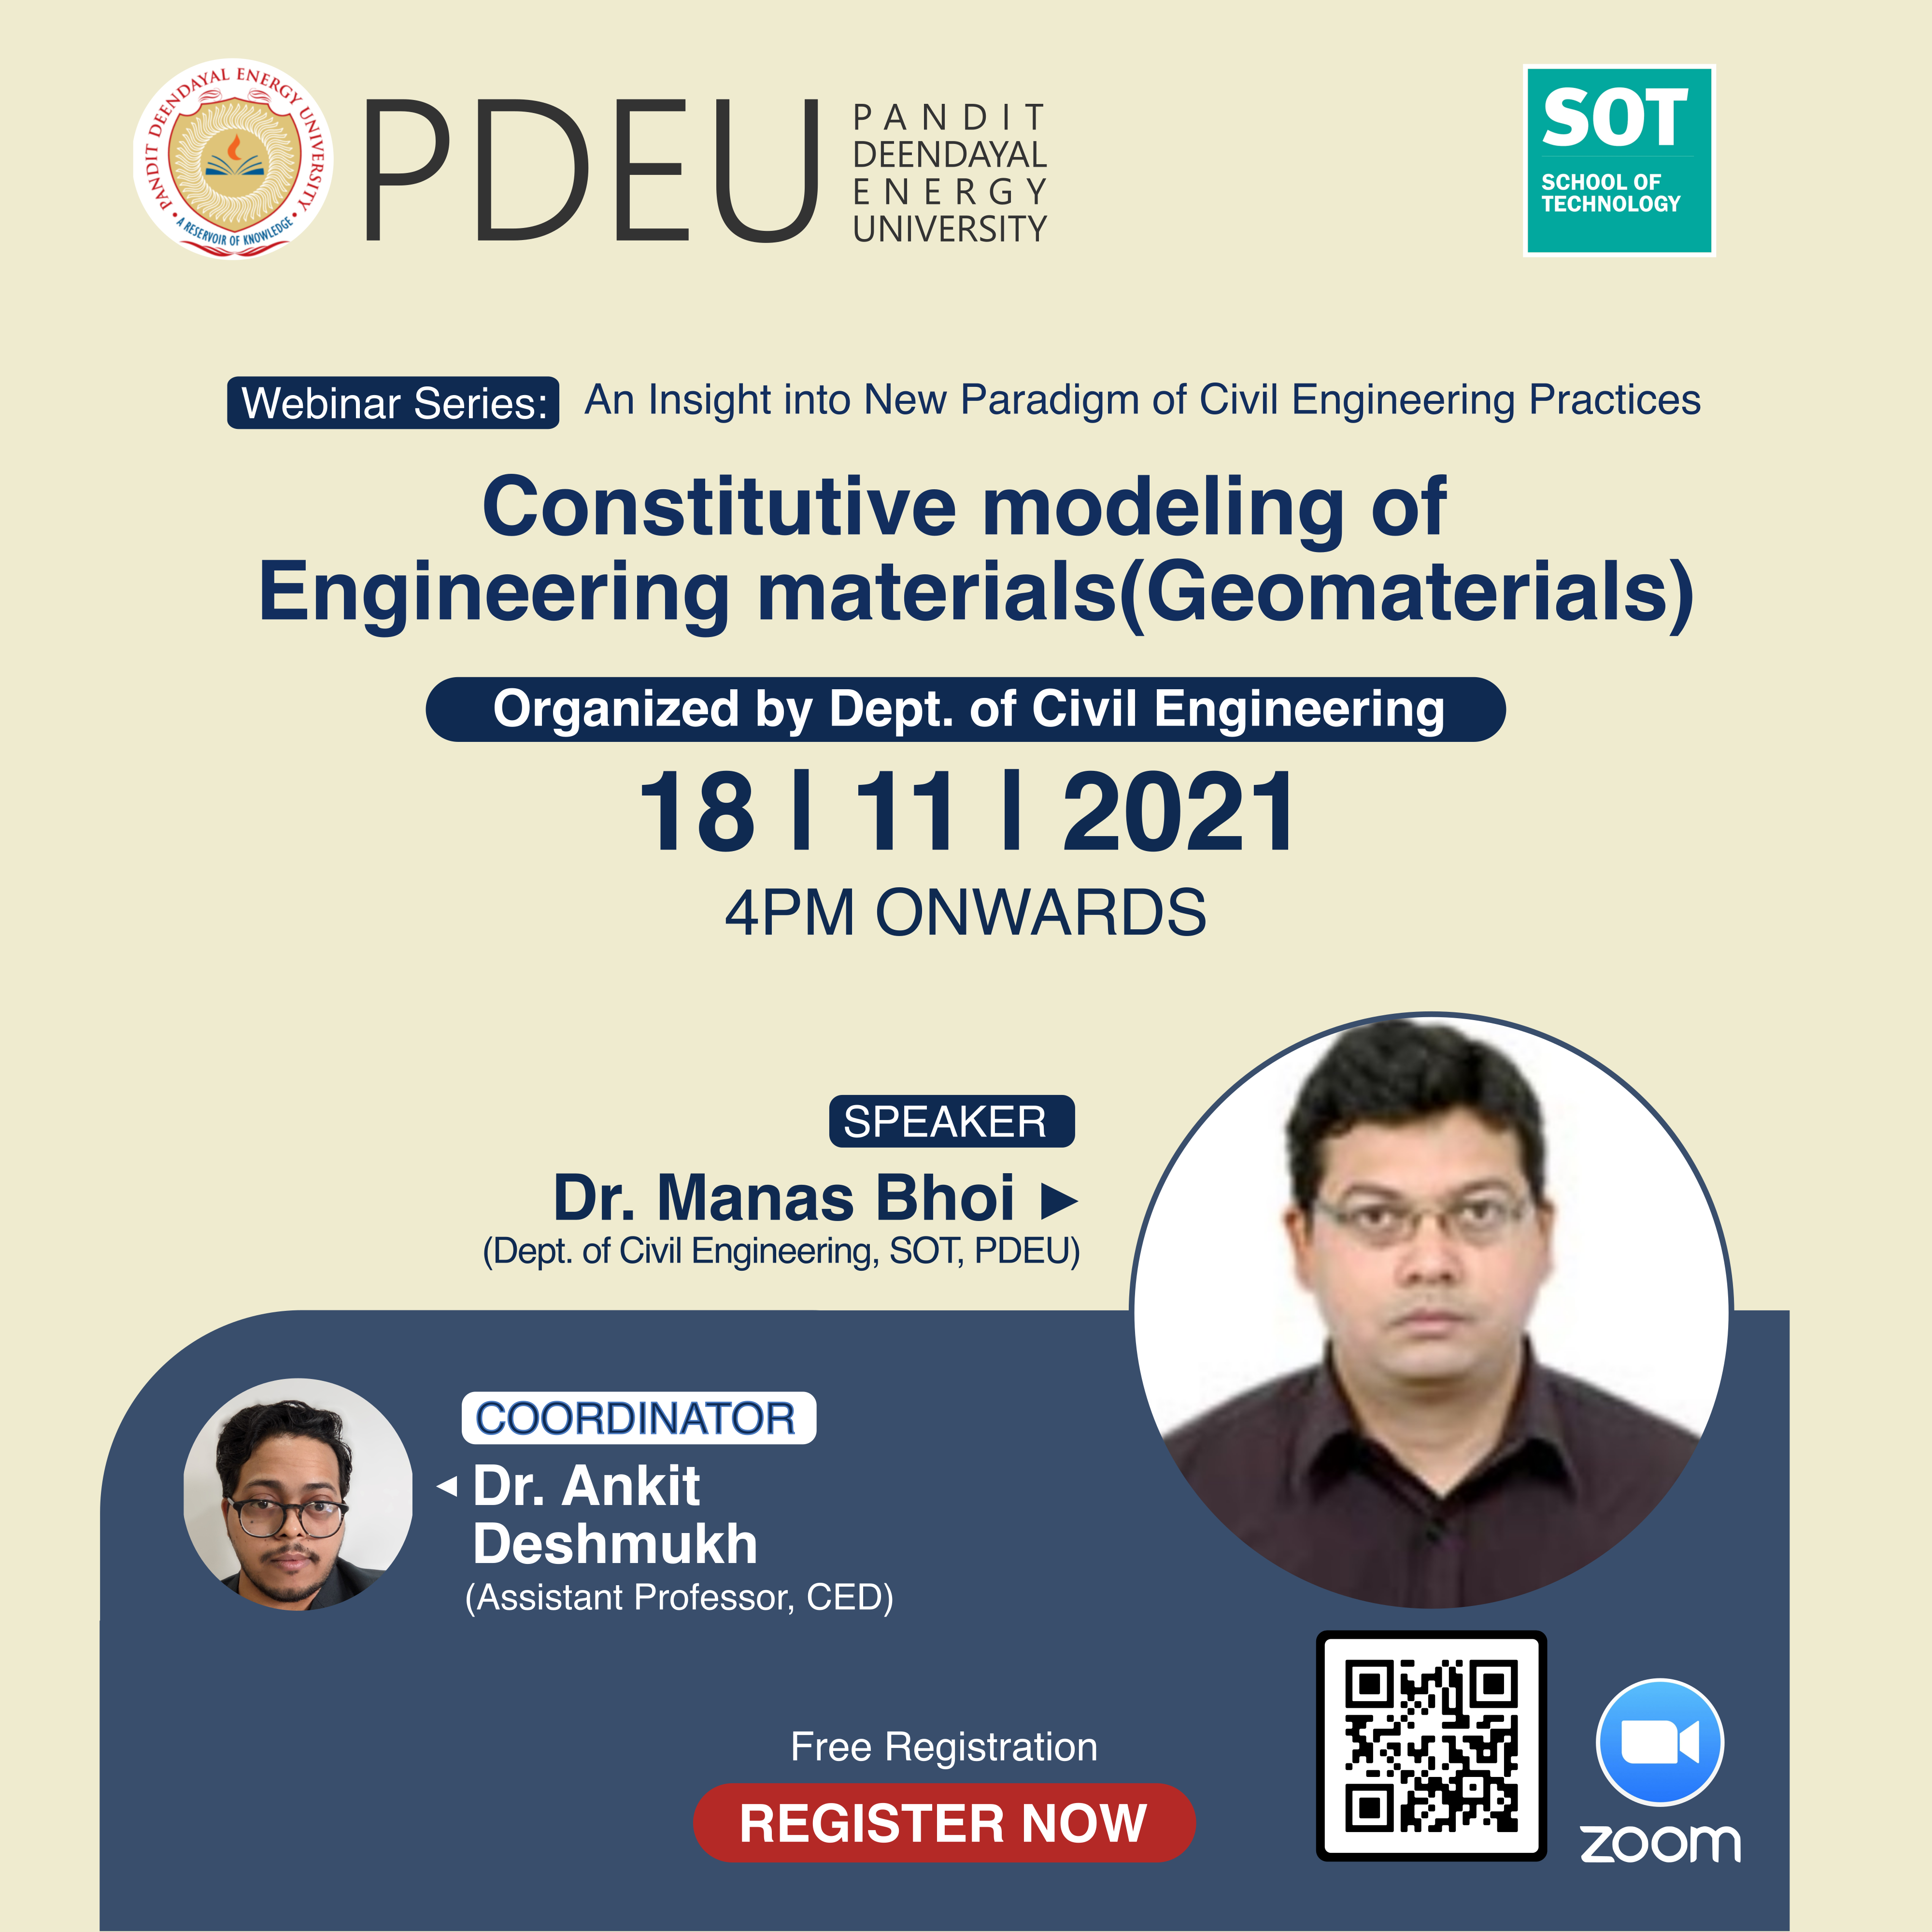 PANDIT DEENDAYAL ENERGY UNIVERSITY
• A RESERVOIR OF KNOWLEDGE •
PDEU
PANDIT
DEENDAYAL
ENERGY
UNIVERSITY
SOT
SCHOOL OF
TECHNOLOGY
Webinar Series: An Insight into New Paradigm of Civil Engineering Practices
Constitutive modeling of
Engineering materials(Geomaterials)
Organized by Dept. of Civil Engineering
18 | 11 | 2021
4PM ONWARDS
SPEAKER
Dr. Manas Bhoi
(Dept. of Civil Engineering, SOT, PDEU)
COORDINATOR
Dr. Ankit
Deshmukh
(Assistant Professor, CED)
Free Registration
REGISTER NOW
zoom